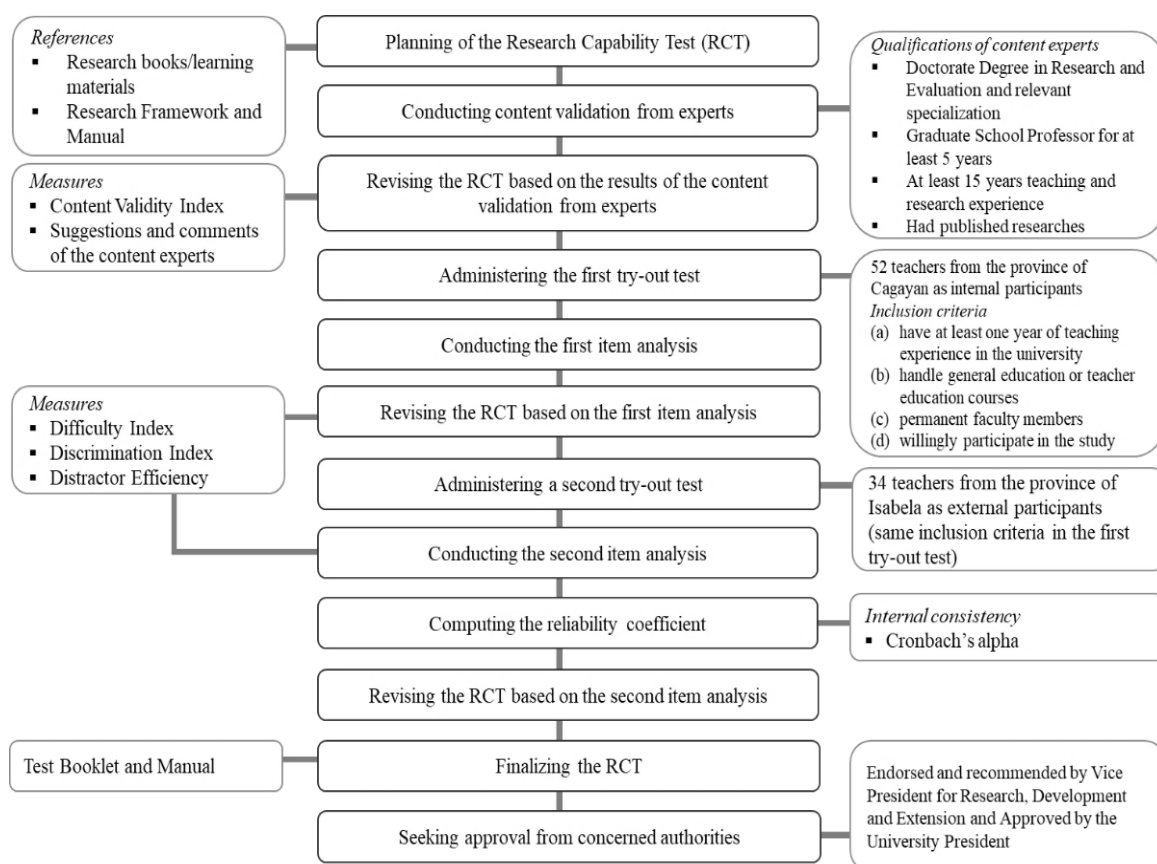 References
▪ Research books/learning
materials
▪ Research Framework and
Manual
Planning of the Research Capability Test (RCT)
Conducting content validation from experts
Qualifications of content experts
▪ Doctorate Degree in Research and
Evaluation and relevant
specialization
▪ Graduate School Professor for at
least 5 years
▪ At least 15 years teaching and
research experience
▪ Had published researches
Measures
▪ Content Validity Index
▪ Suggestions and comments
of the content experts
Revising the RCT based on the results of the content
validation from experts
Administering the first try-out test
52 teachers from the province of
Cagayan as internal participants
Inclusion criteria
(a) have at least one year of teaching
experience in the university
(b) handle general education or teacher
education courses
(c) permanent faculty members
(d) willingly participate in the study
Conducting the first item analysis
Measures
▪ Difficulty Index
▪ Discrimination Index
▪ Distractor Efficiency
Revising the RCT based on the first item analysis
Administering a second try-out test
34 teachers from the province of
Isabela as external participants
(same inclusion criteria in the first
try-out test)
Conducting the second item analysis
Computing the reliability coefficient
Internal consistency
▪ Cronbach’s alpha
Revising the RCT based on the second item analysis
Test Booklet and Manual
Finalizing the RCT
Seeking approval from concerned authorities
Endorsed and recommended by Vice
President for Research, Development
and Extension and Approved by the
University President